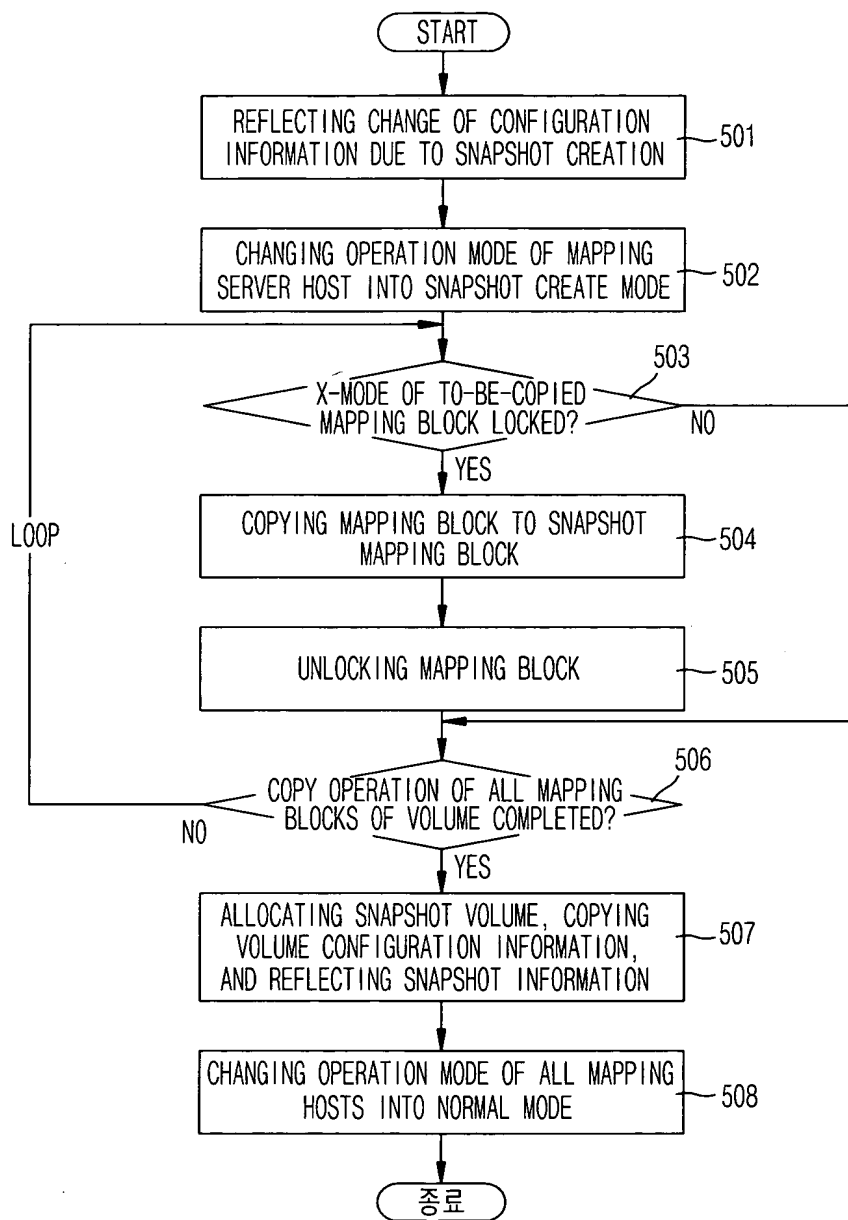 START
REFLECTING CHANGE OF CONFIGURATION
INFORMATION DUE TO SNAPSHOT CREATION
501
CHANGING OPERATION MODE OF MAPPING
SERVER HOST INTO SNAPSHOT CREATE MODE
502
503
X-MODE OF TO-BE-COPIED
MAPPING BLOCK LOCKED?
NO
YES
COPYING MAPPING BLOCK TO SNAPSHOT
MAPPING BLOCK
504
LOOP
UNLOCKING MAPPING BLOCK
505
506
COPY OPERATION OF ALL MAPPING
BLOCKS OF VOLUME COMPLETED?
NO
YES
ALLOCATING SNAPSHOT VOLUME, COPYING
VOLUME CONFIGURATION INFORMATION,
AND REFLECTING SNAPSHOT INFORMATION
507
CHANGING OPERATION MODE OF ALL MAPPING
HOSTS INTO NORMAL MODE
508
종료